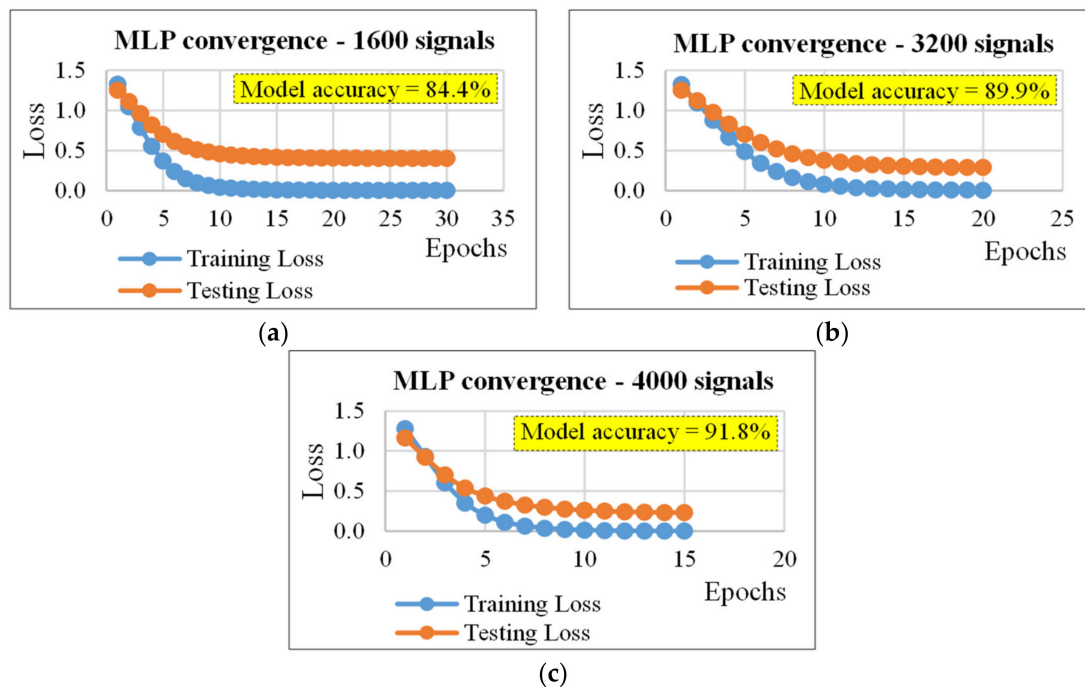 MLP convergence - 1600 signals
1.5
Model accuracy = 84.4%
1.0
Loss
0.5
0.0
0 5 10 15 20 25 30 35
Epochs
Training Loss
Testing Loss
(a)
MLP convergence - 3200 signals
1.5
Model accuracy = 89.9%
1.0
Loss
0.5
0.0
0 5 10 15 20 25
Epochs
Training Loss
Testing Loss
(b)
MLP convergence - 4000 signals
1.5
Model accuracy = 91.8%
1.0
Loss
0.5
0.0
0 5 10 15 20
Epochs
Training Loss
Testing Loss
(c)